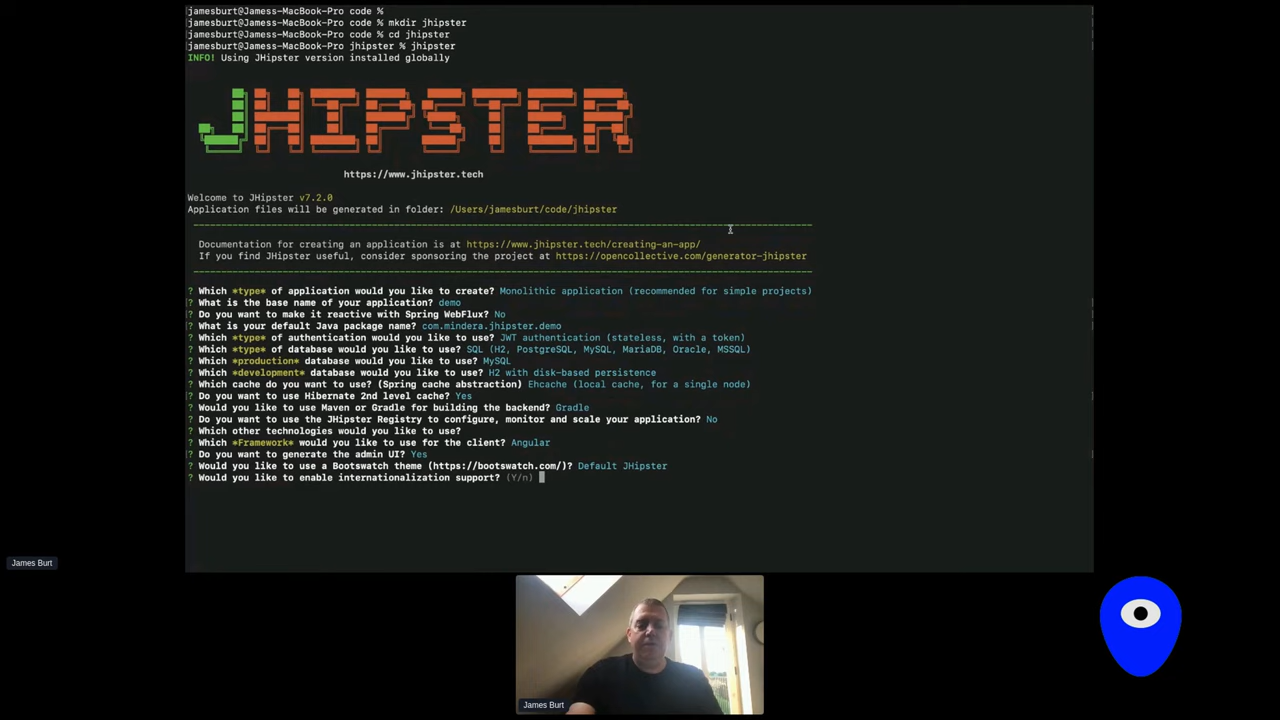 jamesburt@Jamess-MacBook-Pro code %
jamesburt@Jamess-MacBook-Pro code % mkdir jhipster
jamesburt@Jamess-MacBook-Pro code % cd jhipster
jamesburt@Jamess-MacBook-Pro jhipster % jhipster
INFO! Using JHipster version installed globally
JHIPSTER
https://www.jhipster.tech
Welcome to JHipster v7.2.0
Application files will be generated in folder: /Users/jamesburt/code/jhipster
Documentation for creating an application is at https://www.jhipster.tech/creating-an-app/
If you find JHipster useful, consider sponsoring the project at https://opencollective.com/generator-jhipster
? Which *type* of application would you like to create? Monolithic application (recommended for simple projects)
? What is the base name of your application? demo
? Do you want to make it reactive with Spring WebFlux? No
? What is your default Java package name? com.mindera.jhipster.demo
? Which *type* of authentication would you like to use? JWT authentication (stateless, with a token)
? Which *type* of database would you like to use? SQL (H2, PostgreSQL, MySQL, MariaDB, Oracle, MSSQL)
? Which *production* database would you like to use? MySQL
? Which *development* database would you like to use? H2 with disk-based persistence
? Which cache do you want to use? (Spring cache abstraction) Ehcache (local cache, for a single node)
? Do you want to use Hibernate 2nd level cache? Yes
? Would you like to use Maven or Gradle for building the backend? Gradle
? Do you want to use the JHipster Registry to configure, monitor and scale your application? No
? Which other technologies would you like to use?
? Which *Framework* would you like to use for the client? Angular
? Do you want to generate the admin UI? Yes
? Would you like to use a Bootswatch theme (https://bootswatch.com/)? Default JHipster
? Would you like to enable internationalization support? (Y/n)
James Burt
James Burt